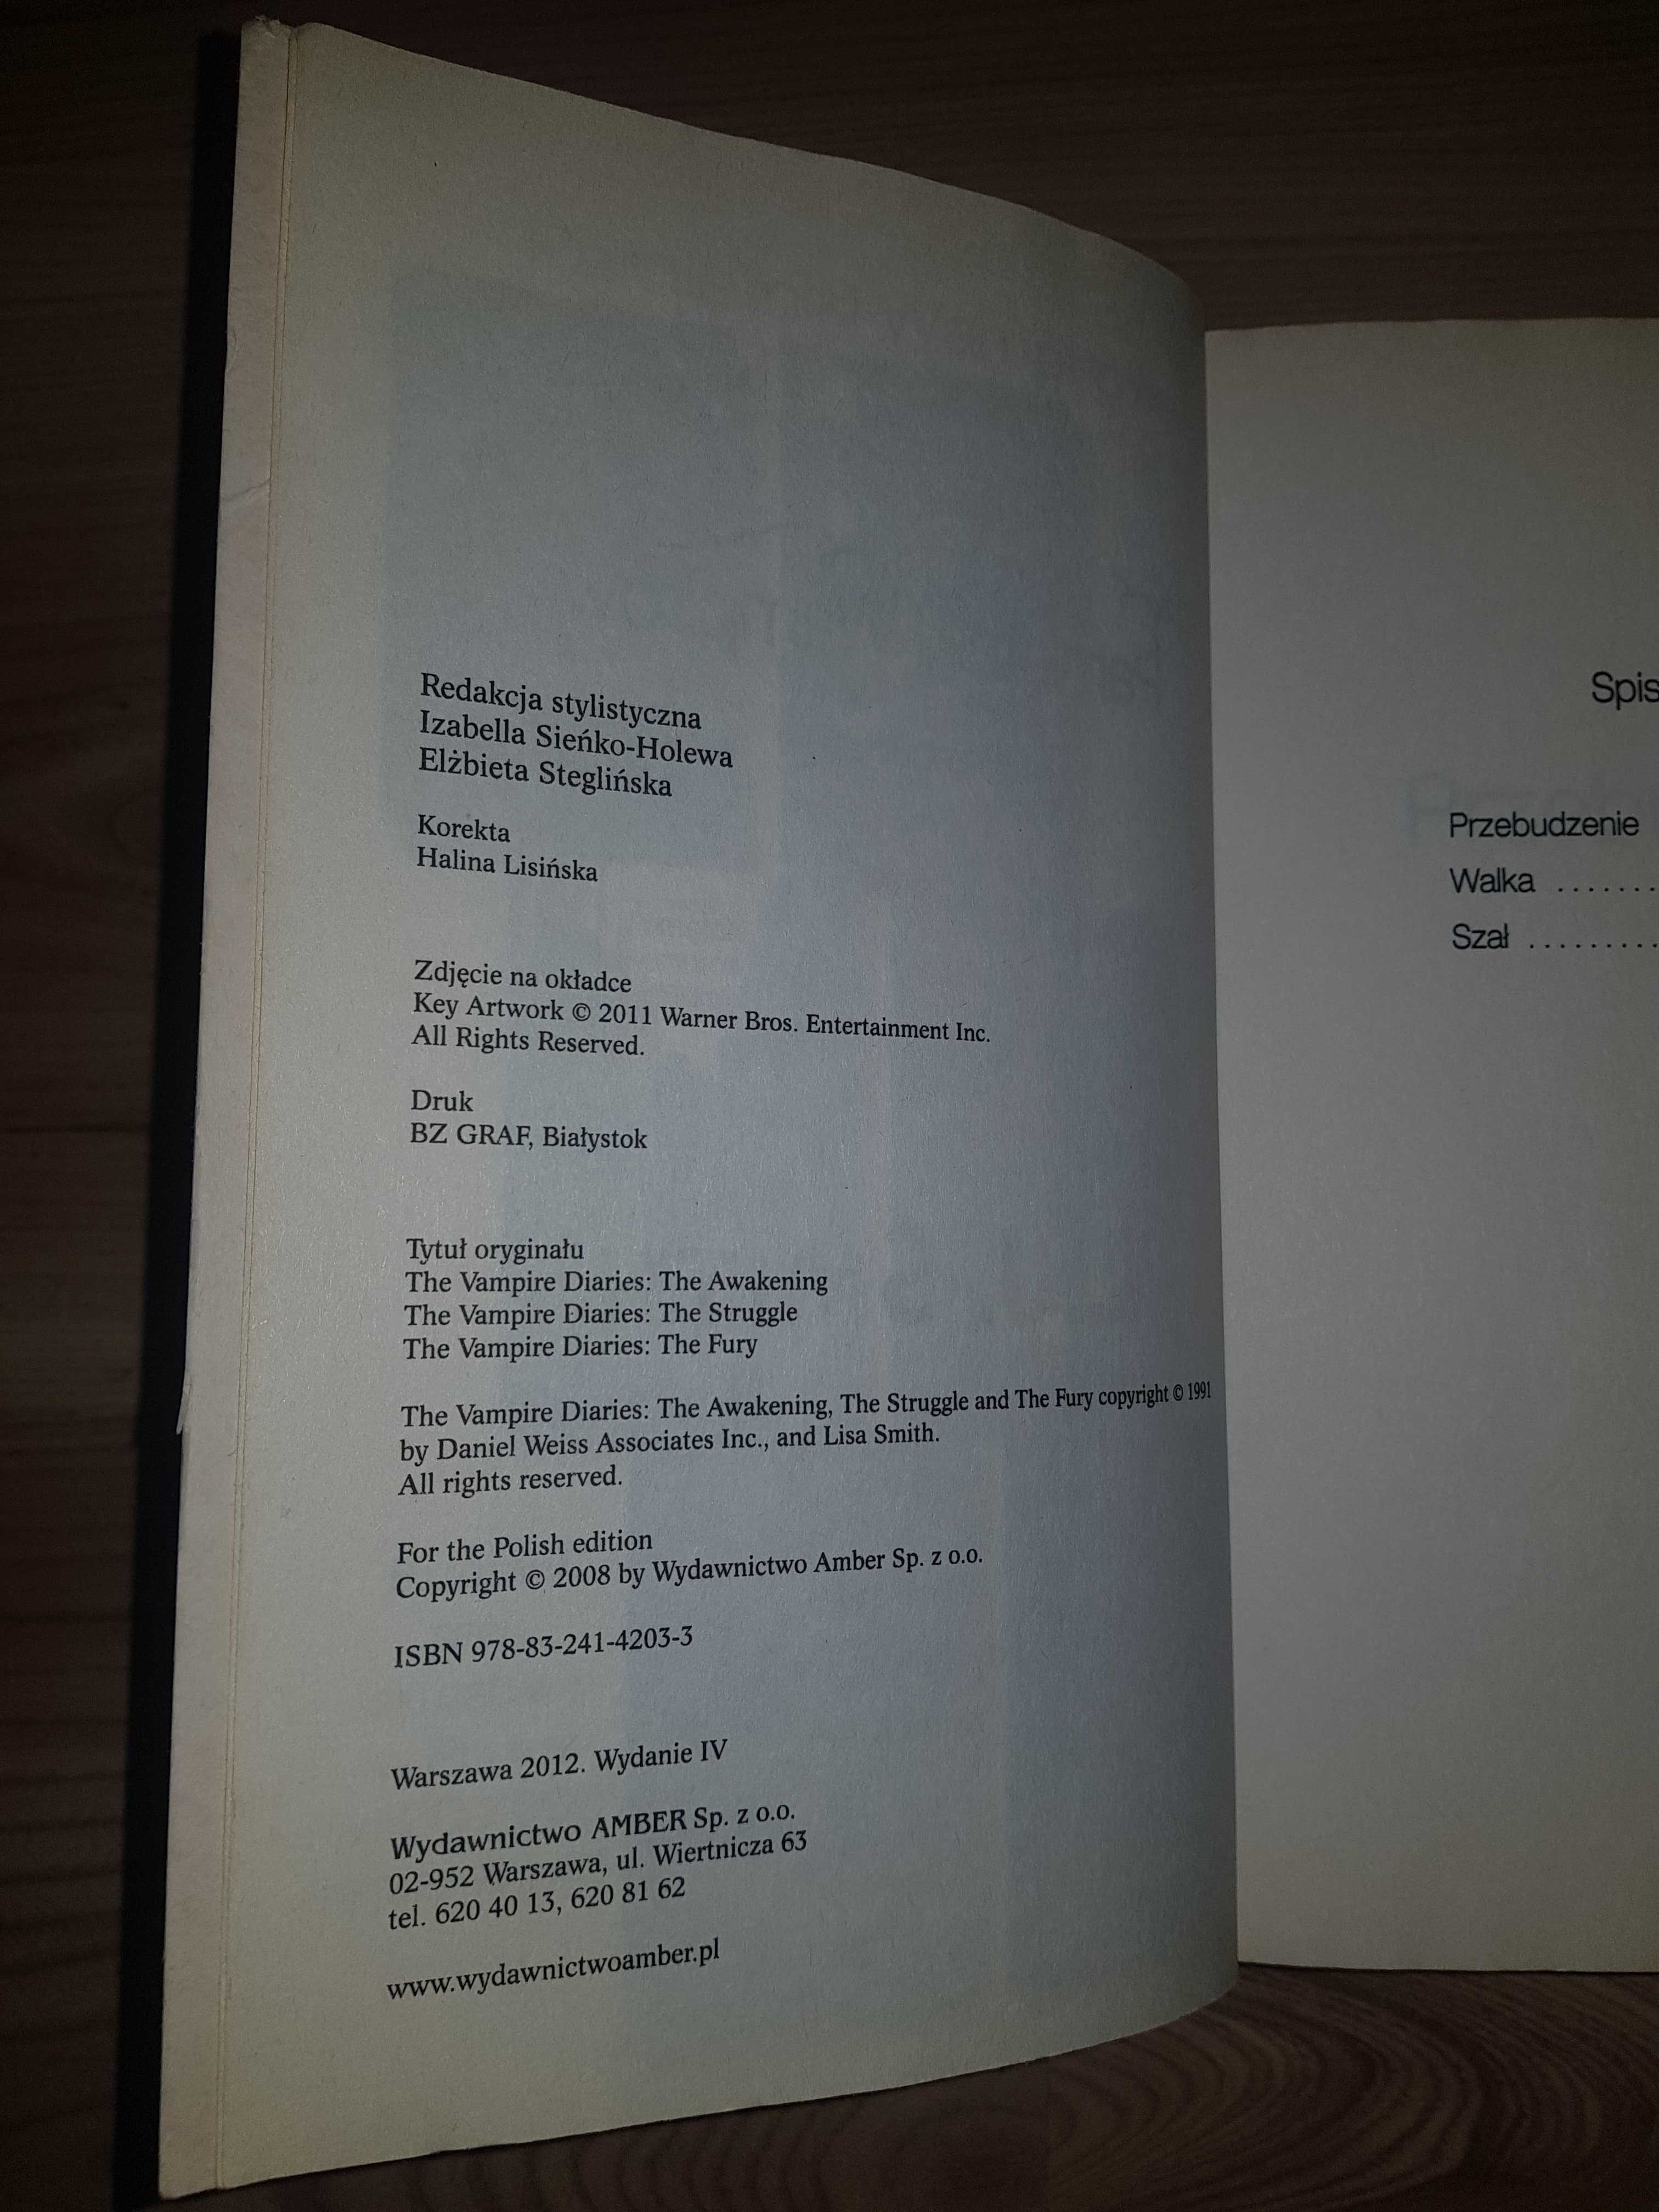 Redakcja stylistyczna
Izabella Sieńko-Holewa
Elżbieta Steglińska
Korekta
Halina Lisińska
Zdjęcie na okładce
Key Artwork © 2011 Warner Bros. Entertainment Inc.
All Rights Reserved.
Druk
BZ GRAF, Białystok
Tytuł oryginału
The Vampire Diaries: The Awakening
The Vampire Diaries: The Struggle
The Vampire Diaries: The Fury
The Vampire Diaries: The Awakening, The Struggle and The Fury copyright © 1991
by Daniel Weiss Associates Inc., and Lisa Smith.
All rights reserved.
For the Polish edition
Copyright © 2008 by Wydawnictwo Amber Sp. z o.o.
ISBN 978-83-241-4203-3
Warszawa 2012. Wydanie IV
Wydawnictwo AMBER Sp. z o.o.
02-952 Warszawa, ul. Wiertnicza 63
tel. 620 40 13, 620 81 62
www.wydawnictwoamber.pl
Spis
Przebudzenie
Walka .......
Szał .........